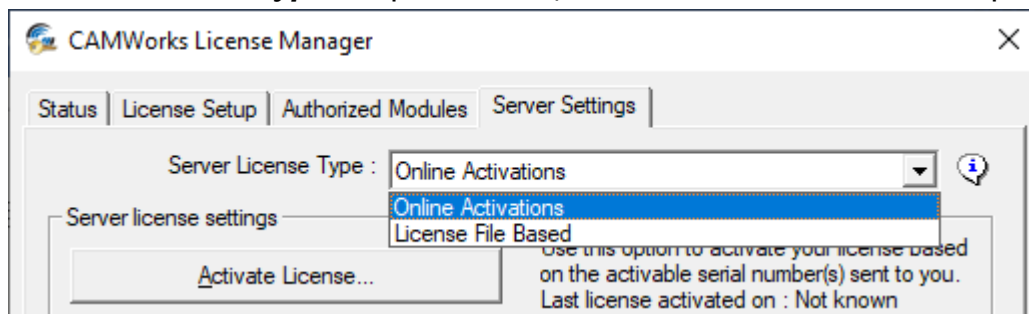 CAMWorks License Manager
Status License Setup Authorized Modules Server Settings
Server License Type : Online Activations
Online Activations
License File Based
Server license settings
Activate License...
Use this option to activate your license based
on the activable serial number(s) sent to you.
Last license activated on : Not known